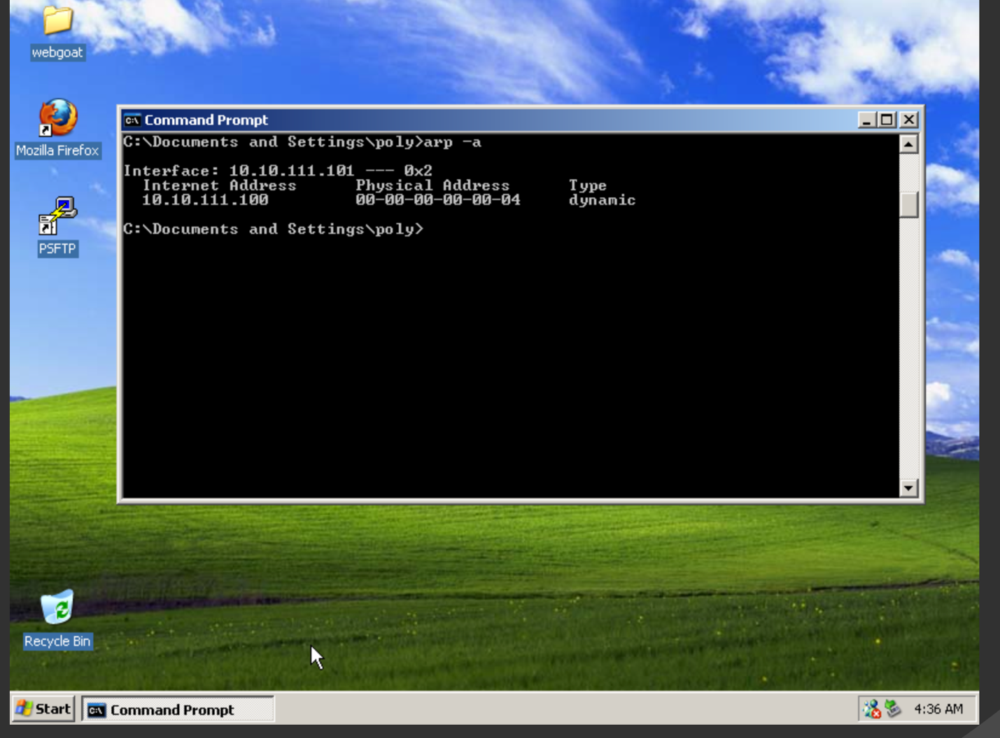 webgoat
Mozilla Firefox
PSFTP
Recycle Bin
Command Prompt
C:\Documents and Settings\poly>arp -a
Interface: 10.10.111.101 --- 0x2
Internet Address Physical Address Type
10.10.111.100 00-00-00-00-00-04 dynamic
C:\Documents and Settings\poly>
Start
Command Prompt
4:36 AM